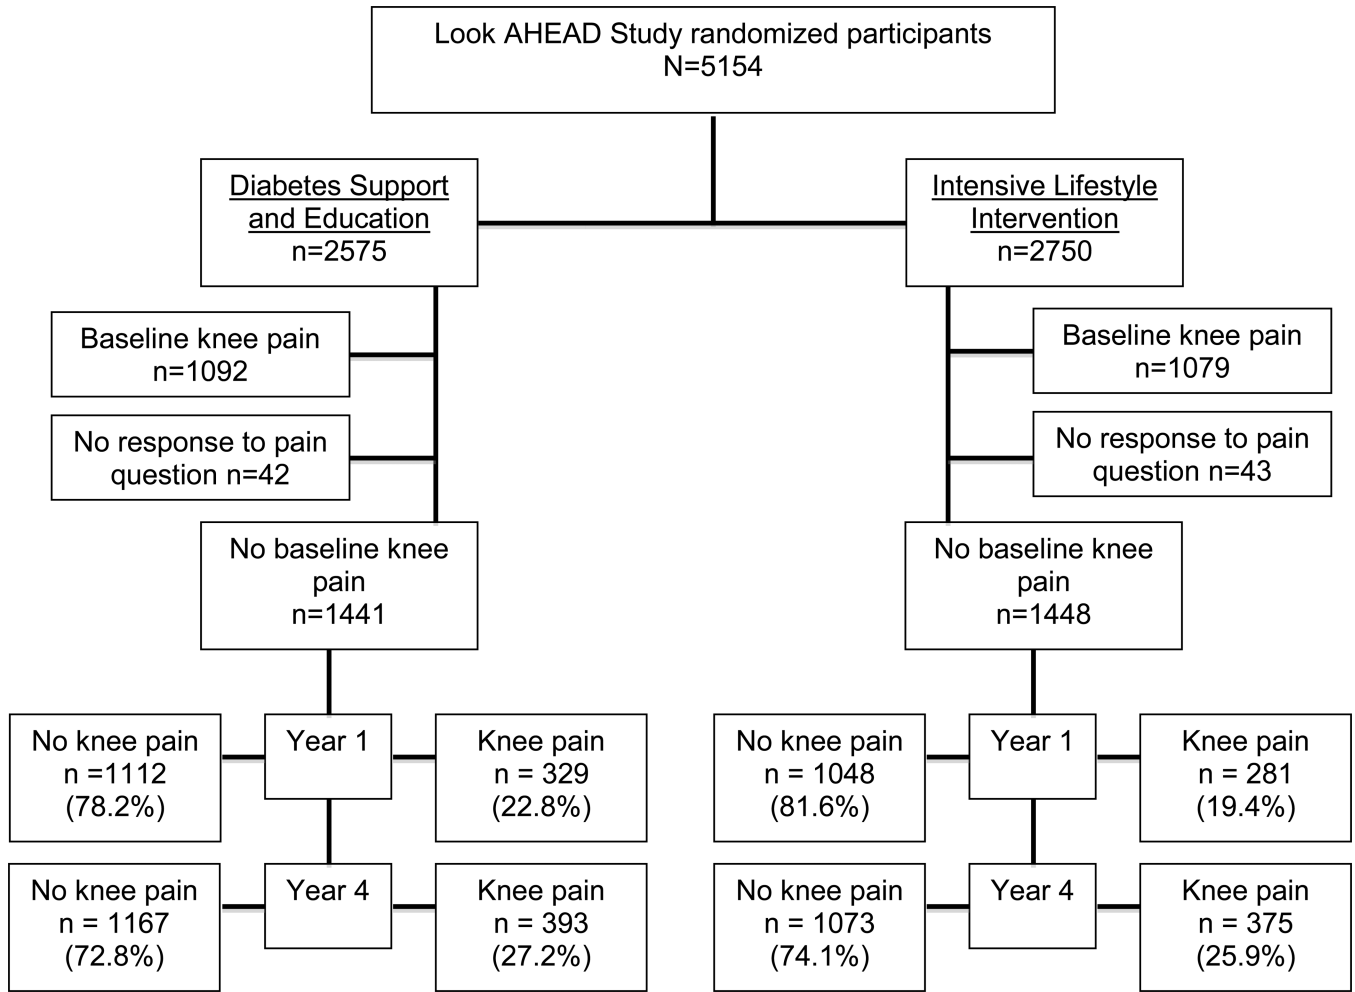 Look AHEAD Study randomized participants
N=5154
Diabetes Support
and Education
n=2575
Intensive Lifestyle
Intervention
n=2750
Baseline knee pain
n=1092
Baseline knee pain
n=1079
No response to pain
question n=42
No response to pain
question n=43
No baseline knee
pain
n=1441
No baseline knee
pain
n=1448
No knee pain
n =1112
(78.2%)
Year 1
Knee pain
n = 329
(22.8%)
No knee pain
n = 1048
(81.6%)
Year 1
Knee pain
n = 281
(19.4%)
No knee pain
n = 1167
(72.8%)
Year 4
Knee pain
n = 393
(27.2%)
No knee pain
n = 1073
(74.1%)
Year 4
Knee pain
n = 375
(25.9%)